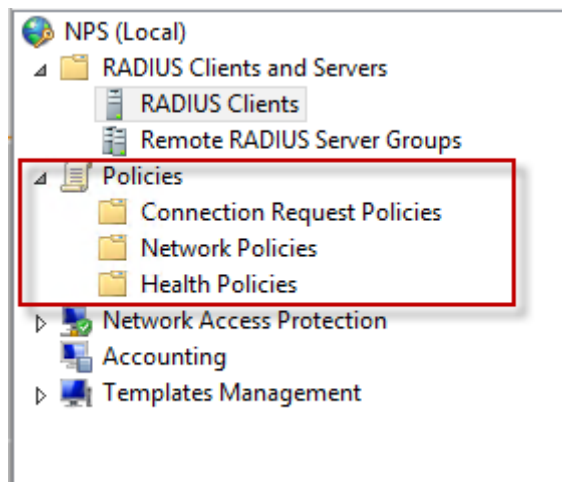 NPS (Local)
RADIUS Clients and Servers
RADIUS Clients
Remote RADIUS Server Groups
Policies
Connection Request Policies
Network Policies
Health Policies
Network Access Protection
Accounting
Templates Management